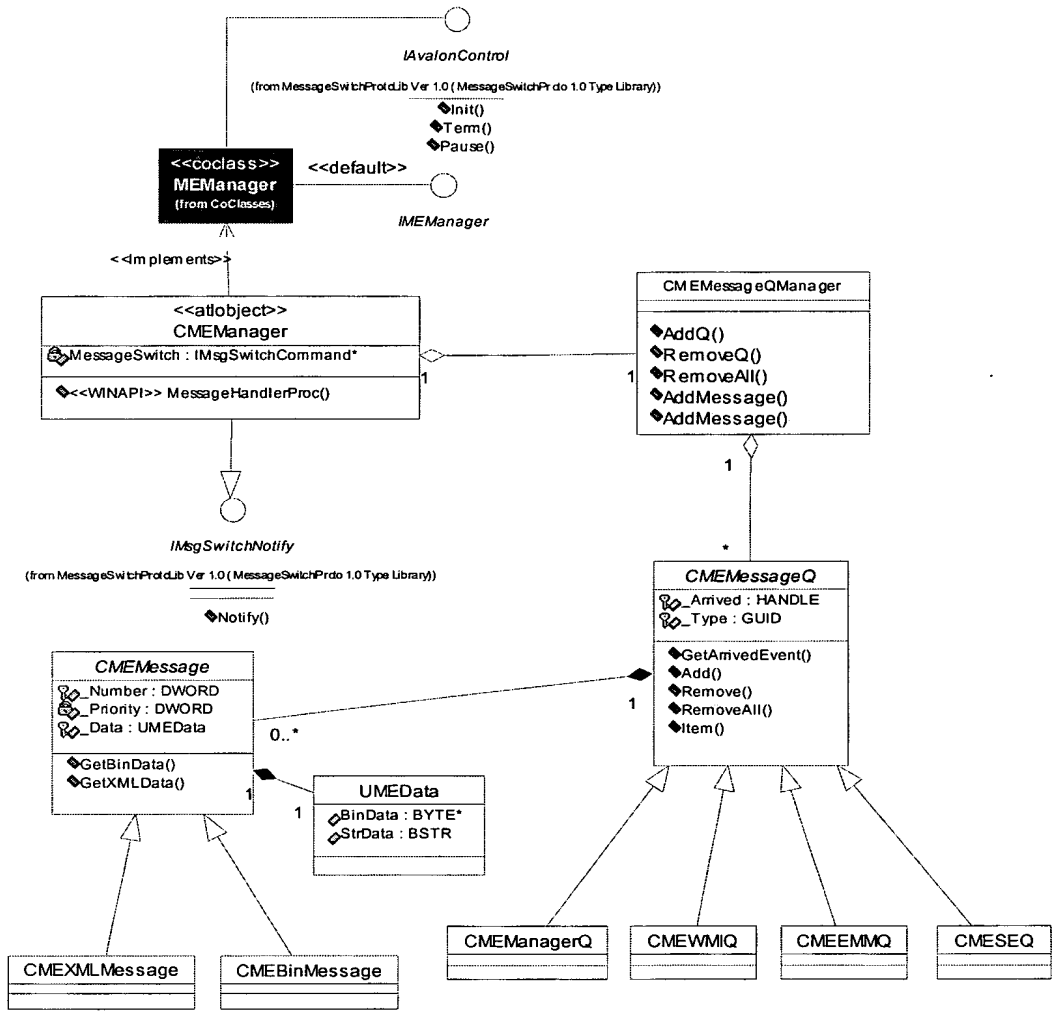 IAvalonControl
(from MessageSwitchProtoLib Ver 1.0 ( MessageSwitchProto 1.0 Type Library))
Init()
Term()
Pause()
<<coclass>>
MEManager
(from CoClasses)
<<default>>
IMEManager
<<Implements>>
<<atlobject>>
CMEManager
MessageSwitch : IMsgSwitchCommand*
<<WINAPI>> MessageHandlerProc()
1
1
CMEMessageQManager
AddQ()
RemoveQ()
RemoveAll()
AddMessage()
AddMessage()
1
*
IMsgSwitchNotify
(from MessageSwitchProtoLib Ver 1.0 ( MessageSwitchProto 1.0 Type Library))
Notify()
CMEMessageQ
_Arrived : HANDLE
_Type : GUID
GetArrivedEvent()
Add()
Remove()
RemoveAll()
Item()
1
0..*
CMEMessage
_Number : DWORD
_Priority : DWORD
_Data : UMEData
GetBinData()
GetXMLData()
1
1
UMEData
BinData : BYTE*
StrData : BSTR
CMEXMLMessage
CMEBinMessage
CMEManagerQ
CMEWMIQ
CMEEMMQ
CMESEQ